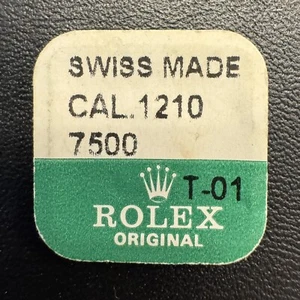 SWISS MADE
CAL.1210
7500
T-01
ROLEX
ORIGINAL